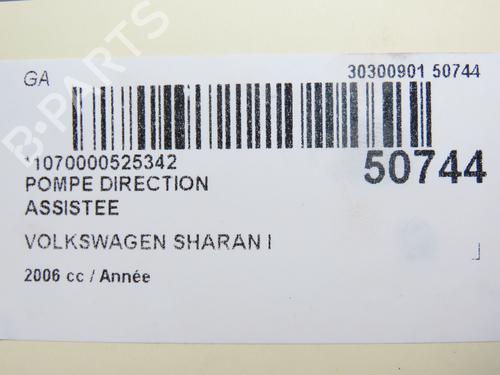 GA
30300901 50744
*1070000525342
50744
POMPE DIRECTION
ASSISTEE
VOLKSWAGEN SHARAN I
2006 cc / Année
B-PARTS